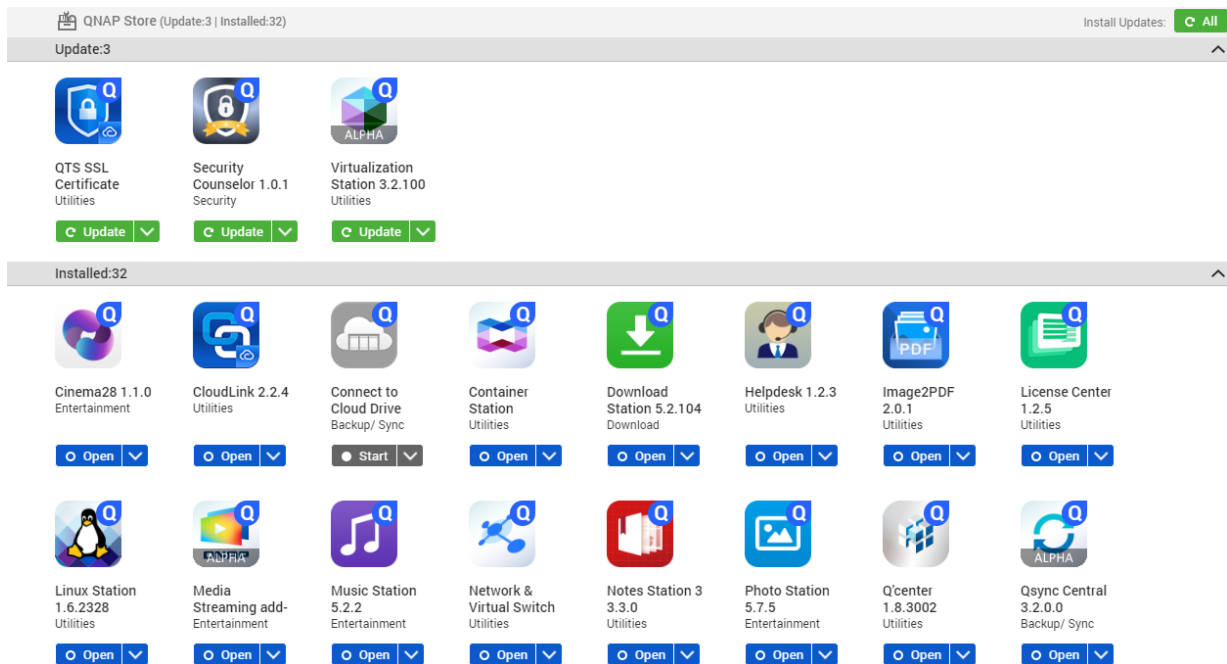 QNAP Store (Update:3 | Installed:32)
Install Updates:
All
Update:3
Q
Q
Q
ALPHA
QTS SSL
Certificate
Utilities
Security
Counselor 1.0.1
Security
Virtualization
Station 3.2.100
Utilities
Update
Update
Update
Installed:32
Q
Q
Q
Q
Q
Q
Q
PDF
Q
Cinema28 1.1.0
Entertainment
CloudLink 2.2.4
Utilities
Connect to
Cloud Drive
Backup/ Sync
Container
Station
Utilities
Download
Station 5.2.104
Download
Helpdesk 1.2.3
Utilities
Image2PDF
2.0.1
Utilities
License Center
1.2.5
Utilities
Open
Open
Start
Open
Open
Open
Open
Open
Q
Q
ALPHA
Q
Q
Q
Q
Q
Q
ALPHA
Linux Station
1.6.2328
Utilities
Media
Streaming add-
Entertainment
Music Station
5.2.2
Entertainment
Network &
Virtual Switch
Utilities
Notes Station 3
3.3.0
Utilities
Photo Station
5.7.5
Entertainment
Q'center
1.8.3002
Utilities
Qsync Central
3.2.0.0
Backup/ Sync
Open
Open
Open
Open
Open
Open
Open
Open